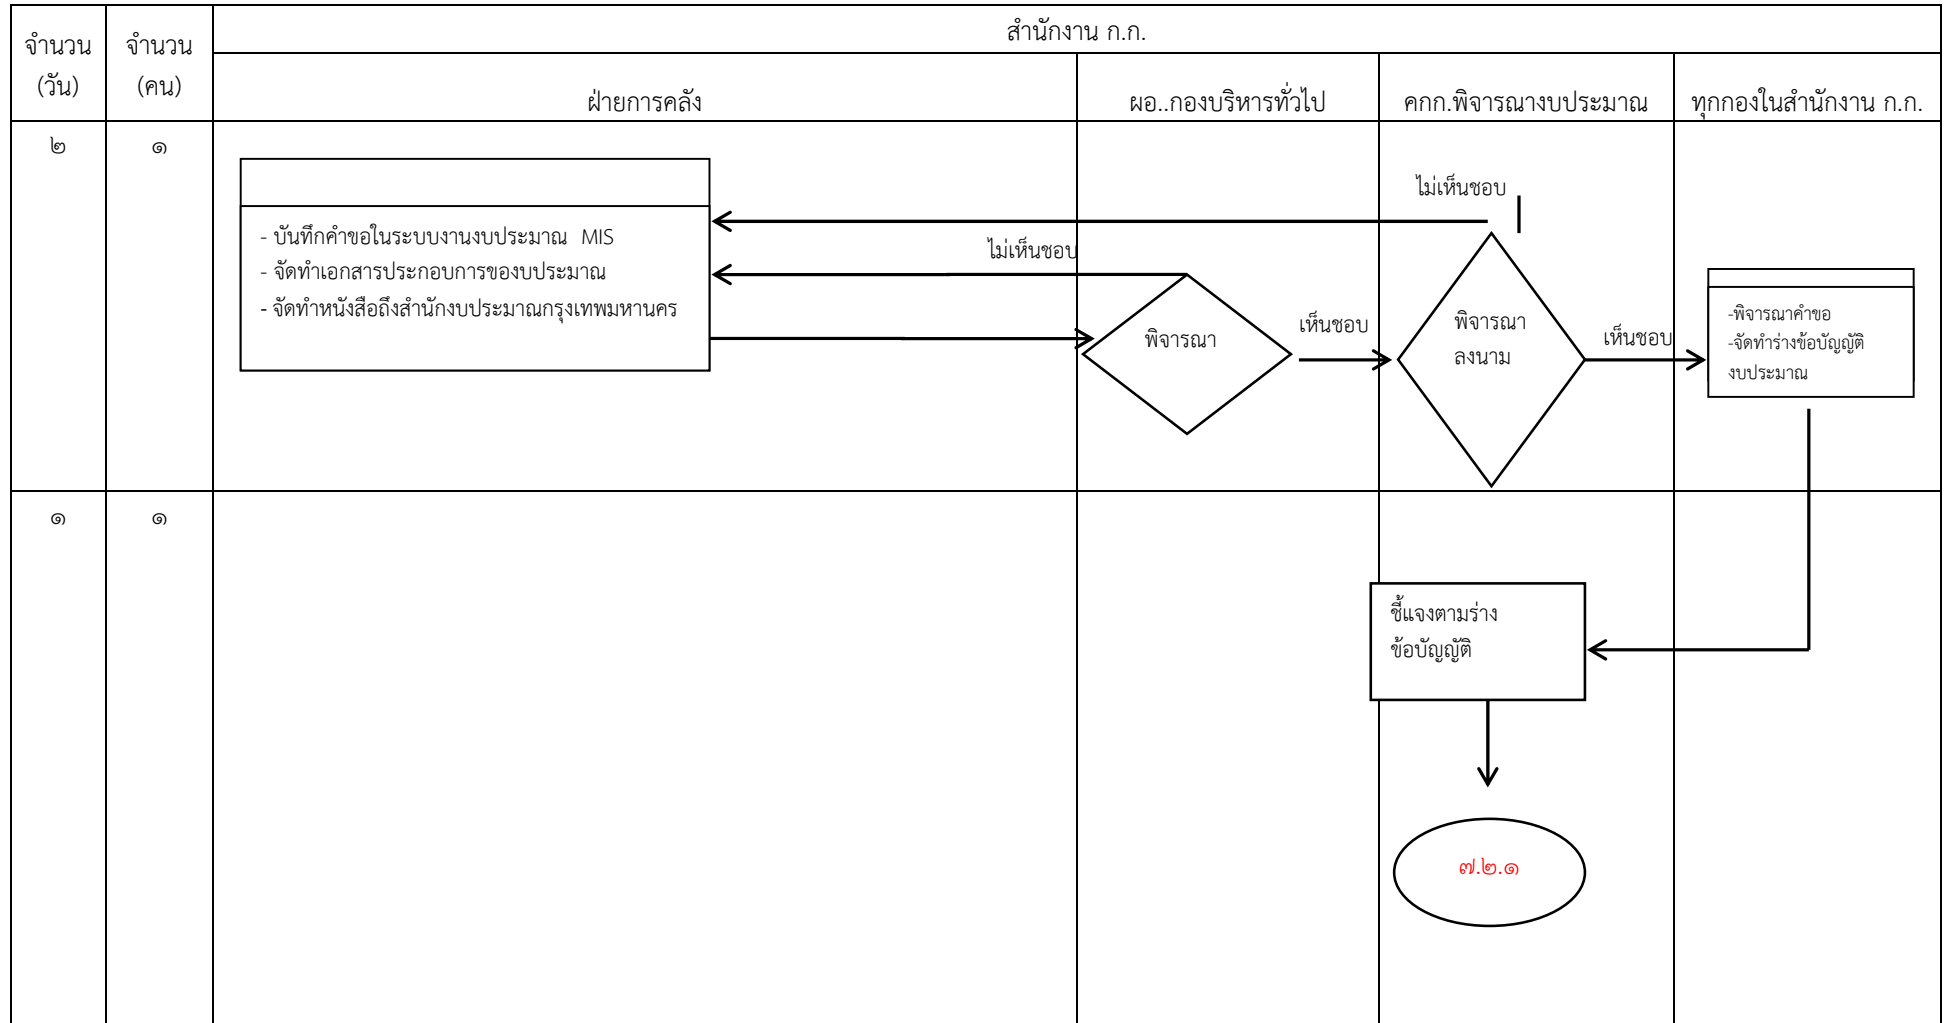 สำนักงาน ก.ก.
จำนวน
(วัน)
จำนวน
(คน)
ฝ่ายการคลัง
ผอ..กองบริหารทั่วไป
คกก.พิจารณางบประมาณ
ทุกกองในสำนักงาน ก.ก.
๒
๑
- บันทึกคำขอในระบบงานงบประมาณ MIS
- จัดทำเอกสารประกอบการของบประมาณ
- จัดทำหนังสือถึงสำนักงบประมาณกรุงเทพมหานคร
ไม่เห็นชอบ
ไม่เห็นชอบ
พิจารณา
เห็นชอบ
พิจารณา
ลงนาม
เห็นชอบ
-พิจารณาคำขอ
-จัดทำร่างข้อบัญญัติ
งบประมาณ
๑
๑
ชี้แจงตามร่าง
ข้อบัญญัติ
๗.๒.๑